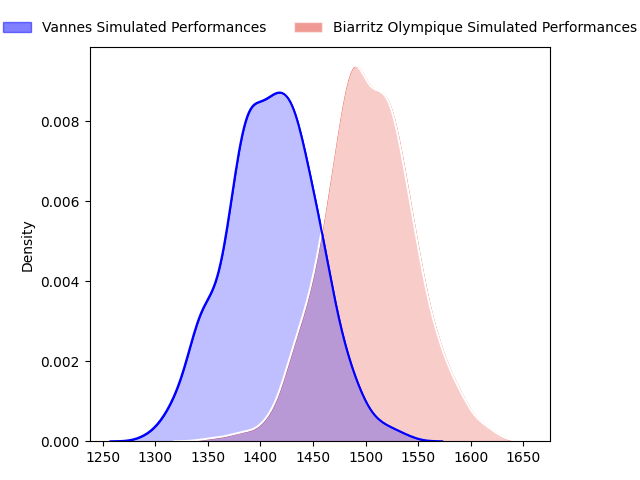 Vannes Simulated Performances Biarritz Olympique Simulated Performances
0.008
0.006
Density
0.004
0.002
0.000
1250 1300 1350 1400 1450 1500 1550 1600 1650